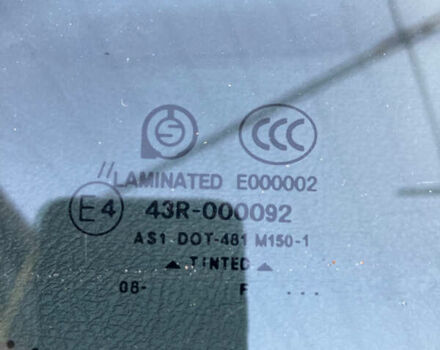 CCC
//LAMINATED E000002
E4 43R-000092
AS1 DOT-481 M150-1
▲ TINTED ▲
08- F ...